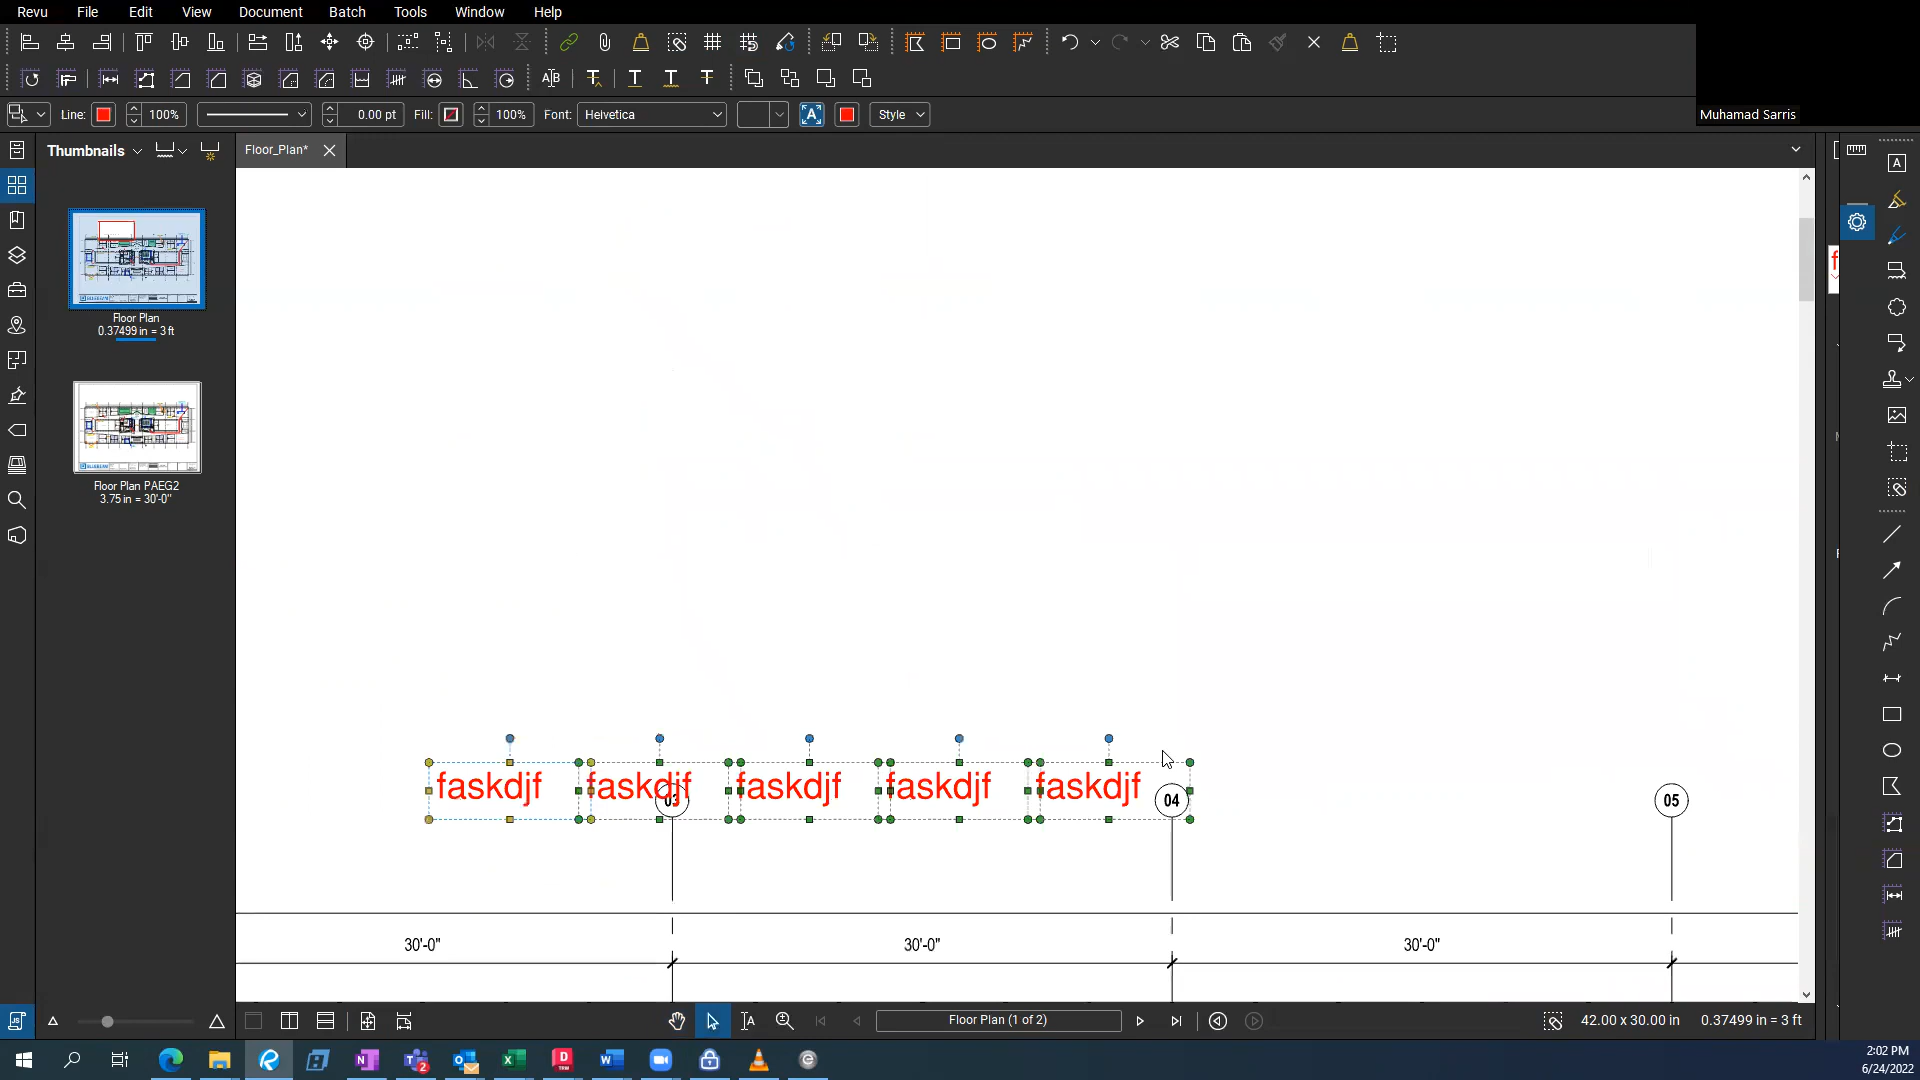 Revu File Edit View Document Batch Tools Window Help
Muhamad Sarris
Line: 100% 0.00 pt Fill: 100% Font: Helvetica Style
Thumbnails
Floor_Plan*
Floor Plan
0.37499 in = 3 ft
Floor Plan PAEG2
3.75 in = 30'-0"
faskdjf faskdjf faskdjf faskdjf faskdjf
03 04 05
30'-0" 30'-0" 30'-0"
Floor Plan (1 of 2)
42.00 x 30.00 in 0.37499 in = 3 ft
2:02 PM
6/24/2022